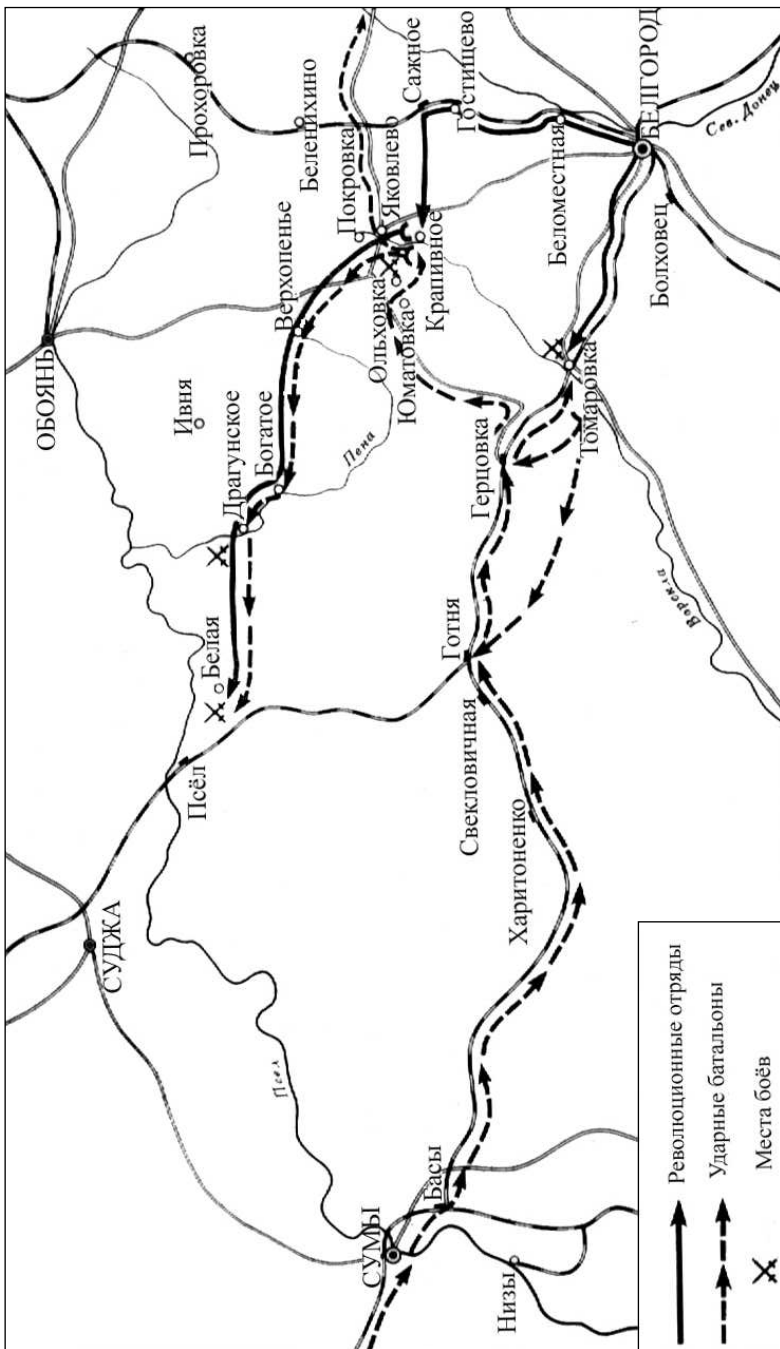 ОБОЯНЬ
Прохоровка
СУДЖА
Ивня
Беленихино
Псёл
Белая
Драгунское
Богатое
Верхопенье
Покровка
Яковлево
Сажное
Гостищево
Пена
Ольховка
Юматовка
Крапивное
Псел
Беломестная
БЕЛГОРОД
Сев. Донец
Болховец
Томаровка
Герцовка
Готня
Свекловичная
Харитоненко
Ворскла
СУМЫ
Басы
Низы
Революционные отряды
Ударные батальоны
Места боёв